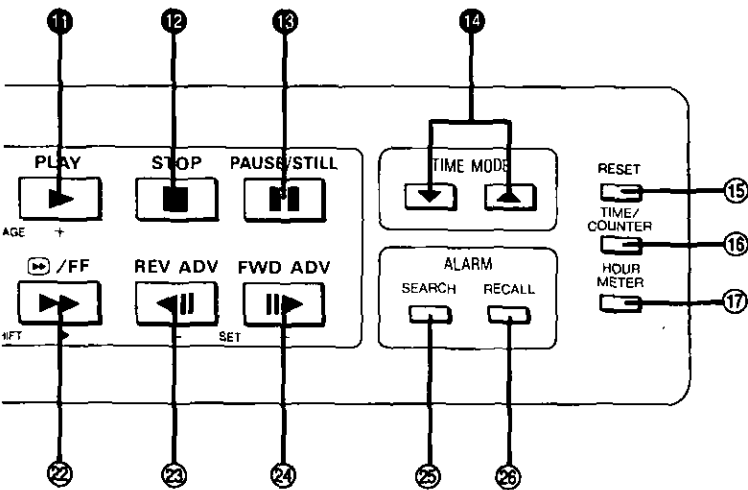 11 12 13 14
PLAY STOP PAUSE/STILL
TIME MODE
RESET
15
TIME/
COUNTER
16
HOUR
METER
17
AGE +
/FF REV ADV FWD ADV
ALARM
SEARCH RECALL
HIFT - SET +
22 23 24 25 26